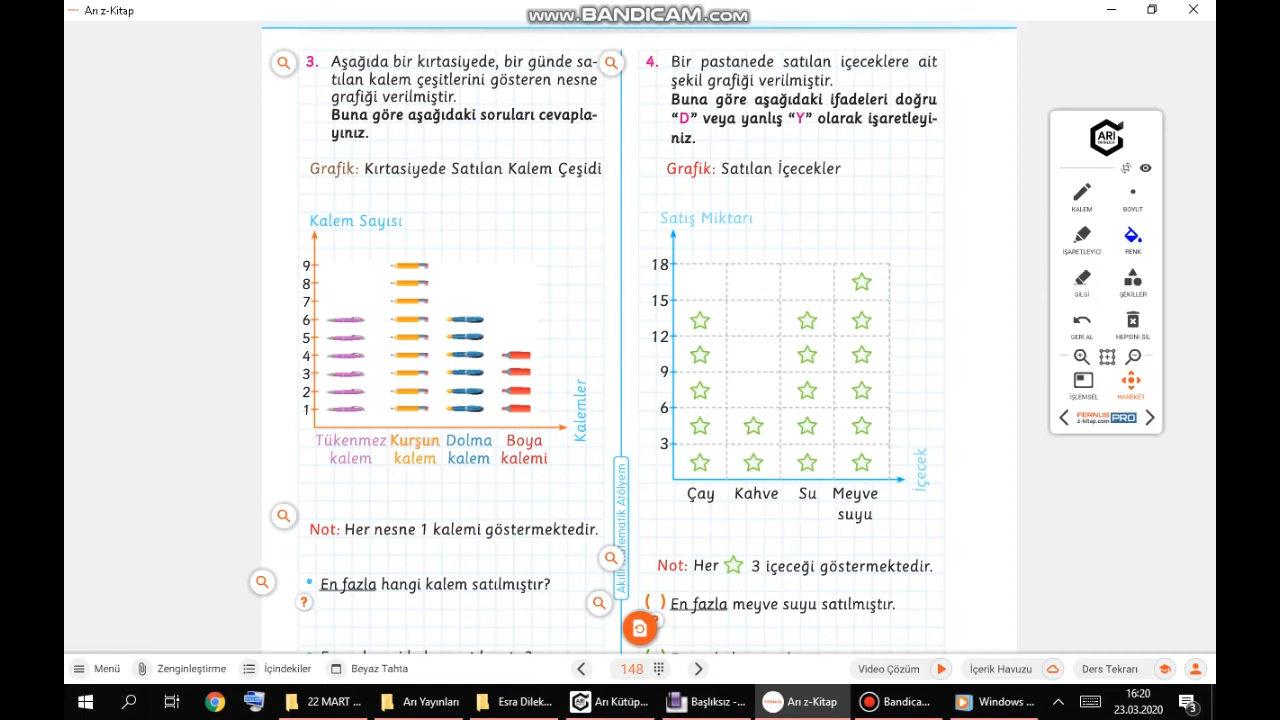 Arı z-Kitap
www.BANDICAM.com
3. Aşağıda bir kırtasiyede, bir günde sa-
tılan kalem çeşitlerini gösteren nesne
grafiği verilmiştir.
Buna göre aşağıdaki soruları cevapla-
yınız.
Grafik: Kırtasiyede Satılan Kalem Çeşidi
Kalem Sayısı
9
8
7
6
5
4
3
2
1
Kalemler
Tükenmez Kurşun Dolma Boya
kalem kalem kalem kalemi
Not: Her nesne 1 kalemi göstermektedir.
• En fazla hangi kalem satılmıştır?
?
4. Bir pastanede satılan içeceklere ait
şekil grafiği verilmiştir.
Buna göre aşağıdaki ifadeleri doğru
“D” veya yanlış “Y” olarak işaretleyi-
niz.
Grafik: Satılan İçecekler
Satış Miktarı
18
15
12
9
6
3
İçecek
Çay Kahve Su Meyve
suyu
Not: Her 3 içeceği göstermektedir.
( ) En fazla meyve suyu satılmıştır.
ARI
KALEM BOYUT
İŞARETLEYİCİ RENK
SİLGİ ŞEKİLLER
GERİ AL HEPSİNİ SİL
İŞLEMSEL HAREKET
FERNUS
z-kitap.com PRO
Menü Zenginleştirme İçindekiler Beyaz Tahta 148 Video Çözüm İçerik Havuzu Ders Tekrarı
22 MART ... Arı Yayınları Esra Dilek... Arı Kütüp... Başlıksız -... Arı z-Kitap Bandica... Windows ...
16:20
23.03.2020
3